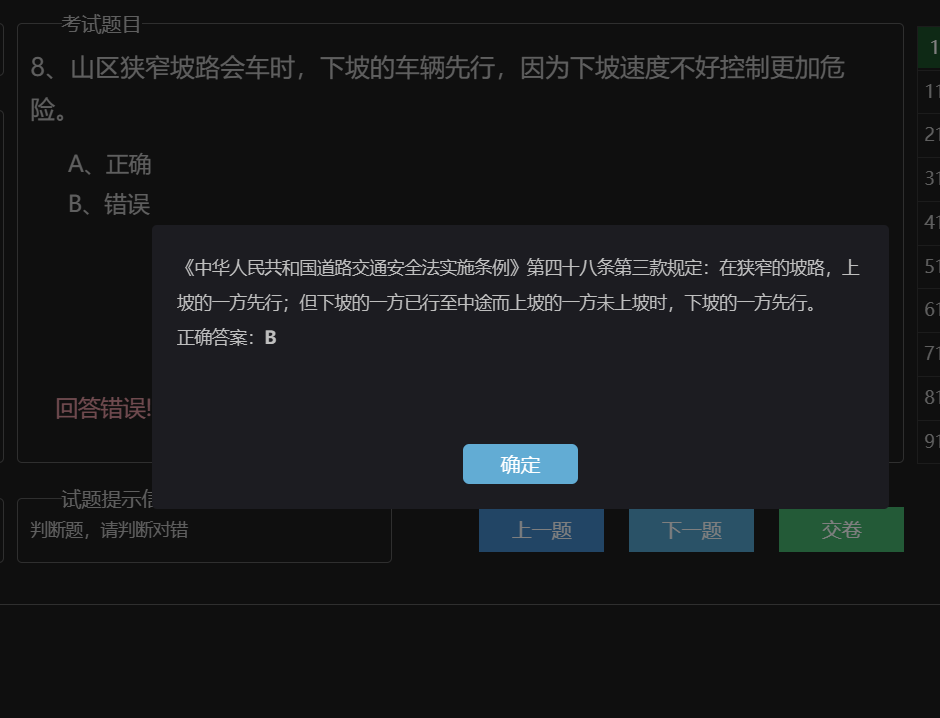 考试题目
8、山区狭窄坡路会车时，下坡的车辆先行，因为下坡速度不好控制更加危
险。
A、正确
B、错误
《中华人民共和国道路交通安全法实施条例》第四十八条第三款规定：在狭窄的坡路，上
坡的一方先行；但下坡的一方已行至中途而上坡的一方未上坡时，下坡的一方先行。
正确答案：B
回答错误!
确定
试题提示信
判断题，请判断对错
上一题
下一题
交卷
1
11
21
31
41
51
61
71
81
91